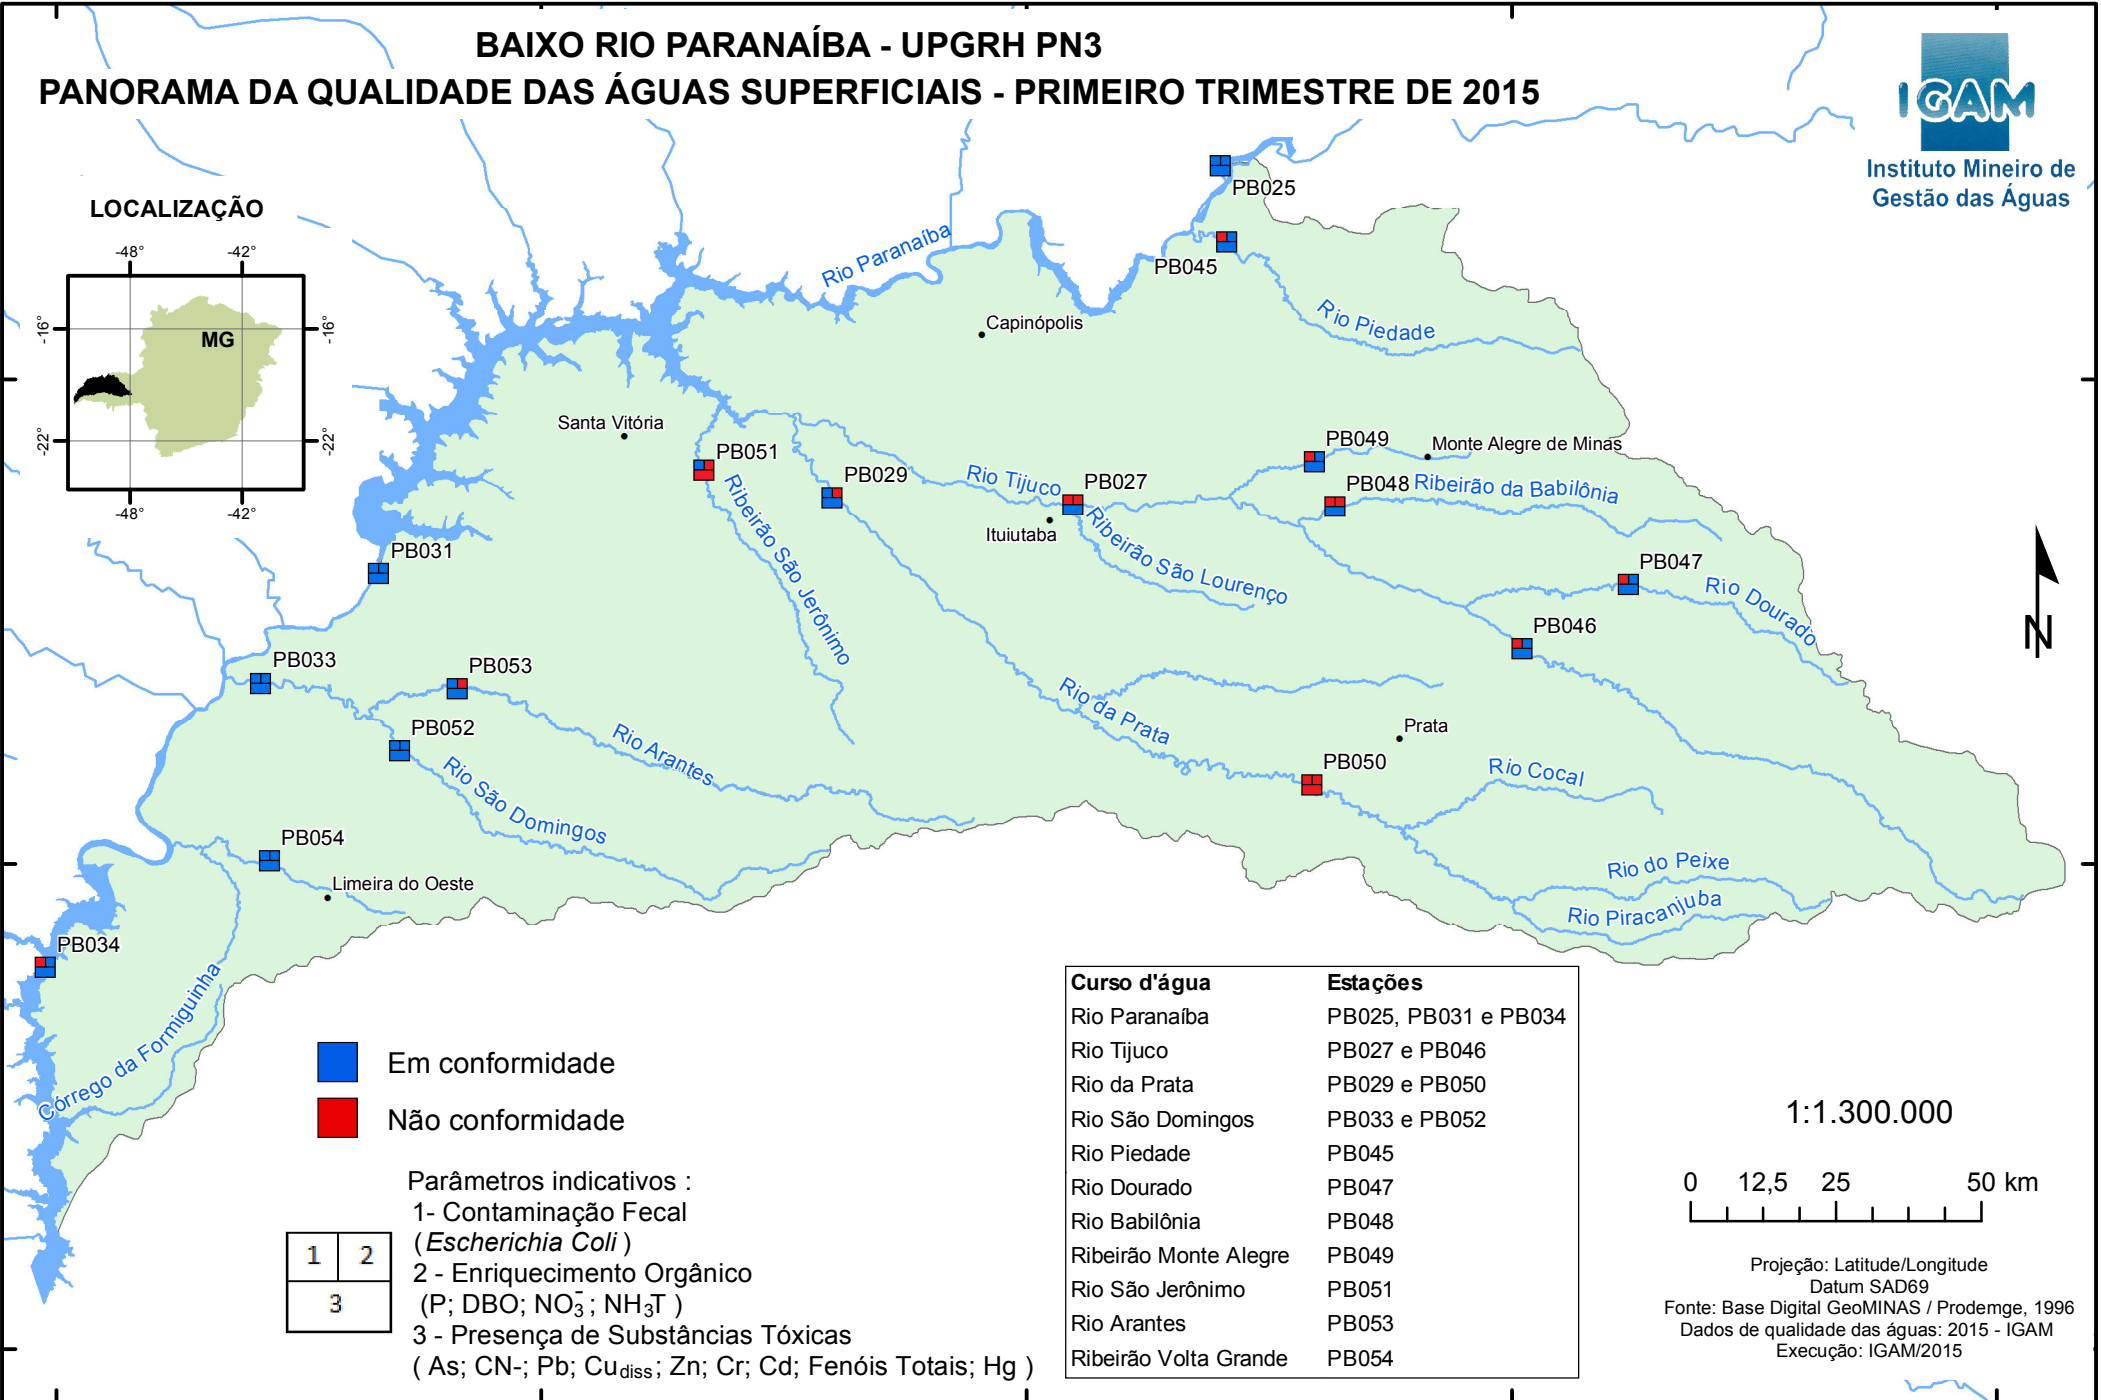 BAIXO RIO PARANAÍBA - UPGRH PN3
PANORAMA DA QUALIDADE DAS ÁGUAS SUPERFICIAIS - PRIMEIRO TRIMESTRE DE 2015
IGAM
Instituto Mineiro de
Gestão das Águas
LOCALIZAÇÃO
-48° -42°
-16° MG -16°
-22° -22°
-48° -42°
PB025
Rio Paranaíba
PB045
Rio Piedade
Capinópolis
Santa Vitória
PB051
PB029
Rio Tijuco
PB027
PB049
Monte Alegre de Minas
PB048
Ribeirão da Babilônia
Ituiutaba
Ribeirão São Lourenço
Ribeirão São Jerônimo
PB031
PB047
Rio Dourado
PB046
PB033
PB053
PB052
Rio Arantes
Rio da Prata
Prata
PB050
Rio Cocal
Rio São Domingos
PB054
Limeira do Oeste
Rio do Peixe
Rio Piracanjuba
PB034
Córrego da Formiguinha
Em conformidade
Não conformidade
Parâmetros indicativos :
1- Contaminação Fecal
(Escherichia Coli )
2 - Enriquecimento Orgânico
(P; DBO; NO₃⁻; NH₃T )
3 - Presença de Substâncias Tóxicas
( As; CN-; Pb; Cudiss; Zn; Cr; Cd; Fenóis Totais; Hg )
1 2
3
Curso d'água Estações
Rio Paranaíba PB025, PB031 e PB034
Rio Tijuco PB027 e PB046
Rio da Prata PB029 e PB050
Rio São Domingos PB033 e PB052
Rio Piedade PB045
Rio Dourado PB047
Rio Babilônia PB048
Ribeirão Monte Alegre PB049
Rio São Jerônimo PB051
Rio Arantes PB053
Ribeirão Volta Grande PB054
N
1:1.300.000
0 12,5 25 50 km
Projeção: Latitude/Longitude
Datum SAD69
Fonte: Base Digital GeoMINAS / Prodemge, 1996
Dados de qualidade das águas: 2015 - IGAM
Execução: IGAM/2015